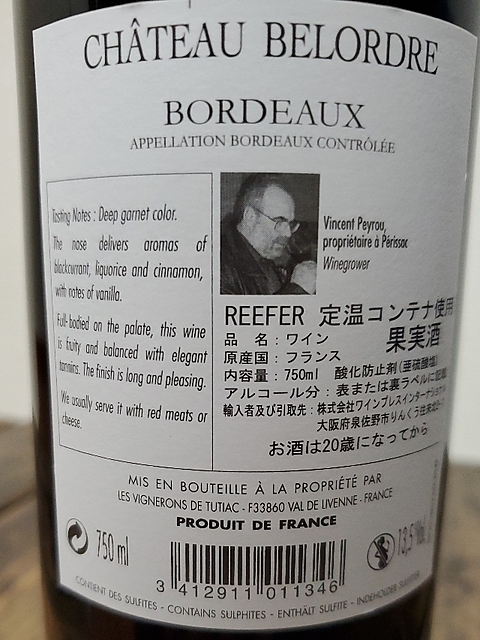 CHÂTEAU BELORDRE
BORDEAUX
APPELLATION BORDEAUX CONTRÔLÉE
Tasting Notes : Deep garnet color.
The nose delivers aromas of
blackcurrant, liquorice and cinnamon,
with notes of vanilla.
Full-bodied on the palate, this wine
is fruity and balanced with elegant
tannins. The finish is long and pleasing.
We usually serve it with red meats or
cheese.
Vincent Peyrou,
propriétaire à Périssac
Winegrower
REEFER 定温コンテナ使用
品 名：ワイン 果実酒
原産国：フランス
内容量：750ml 酸化防止剤(亜硫酸塩)
アルコール分：表または裏ラベルに記載
輸入者及び引取先：株式会社ワインプレスインターナショナル
大阪府泉佐野市りんくう往来北
お酒は20歳になってから
MIS EN BOUTEILLE À LA PROPRIÉTÉ PAR
LES VIGNERONS DE TUTIAC - F33860 VAL DE LIVENNE - FRANCE
PRODUIT DE FRANCE
750 ml
13,5%Vol.
3 412911 011346
CONTIENT DES SULFITES - CONTAINS SULPHITES - ENTHÄLT SULFITE - INDEHOLDER SULFITTER